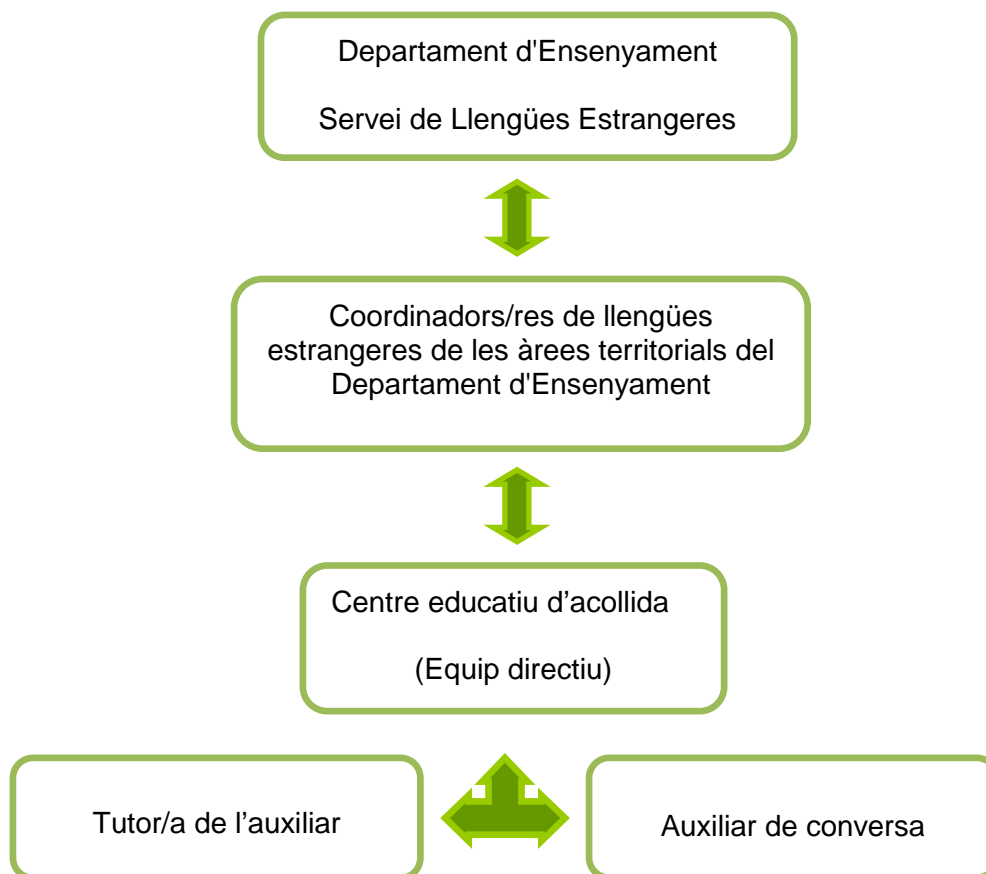 Departament d'Ensenyament
Servei de Llengües Estrangeres
Coordinadors/res de llengües
estrangeres de les àrees territorials del
Departament d'Ensenyament
Centre educatiu d’acollida
(Equip directiu)
Tutor/a de l’auxiliar
Auxiliar de conversa